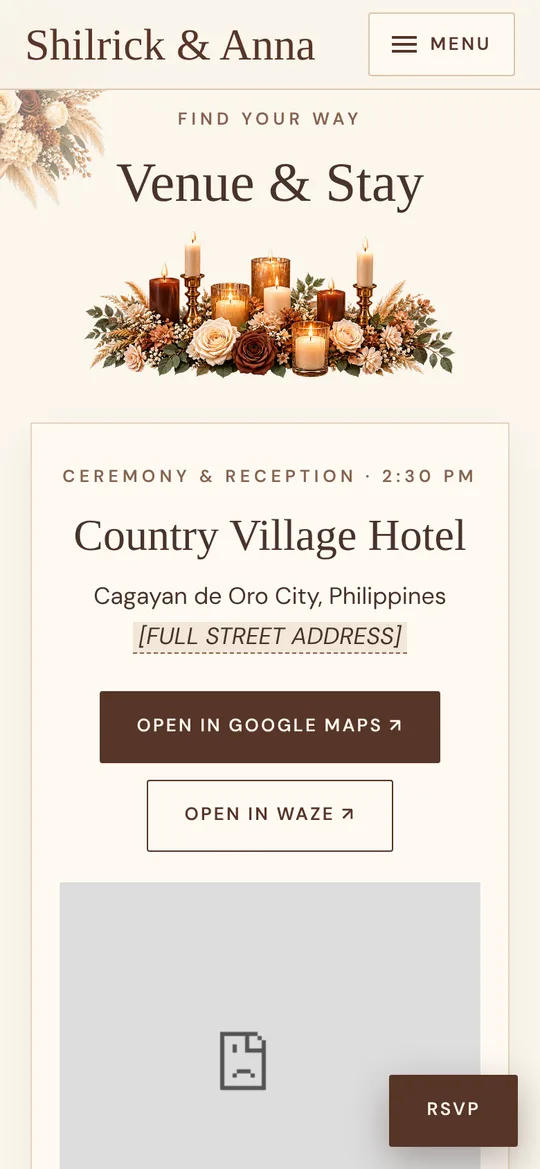 Shilrick & Anna
MENU
FIND YOUR WAY
Venue & Stay
CEREMONY & RECEPTION · 2:30 PM
Country Village Hotel
Cagayan de Oro City, Philippines
[FULL STREET ADDRESS]
OPEN IN GOOGLE MAPS ↗
OPEN IN WAZE ↗
RSVP